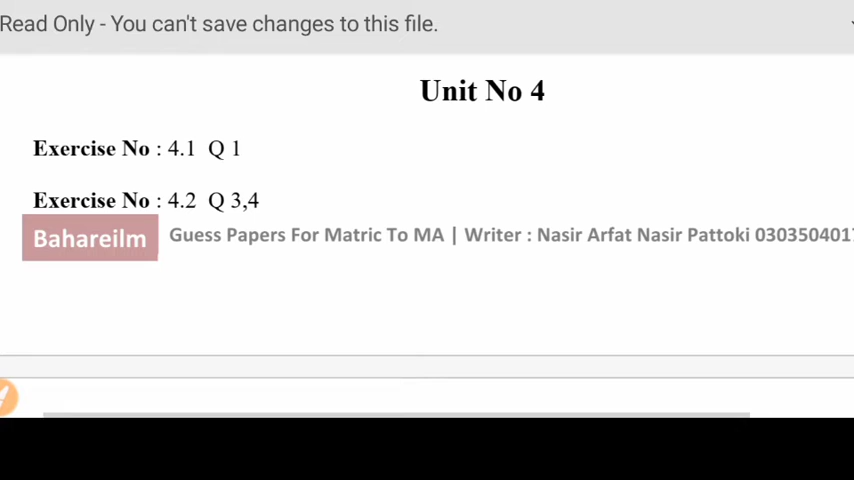 Read Only - You can't save changes to this file.
Unit No 4
Exercise No : 4.1 Q 1
Exercise No : 4.2 Q 3,4
Bahareilm Guess Papers For Matric To MA | Writer : Nasir Arfat Nasir Pattoki 0303504017